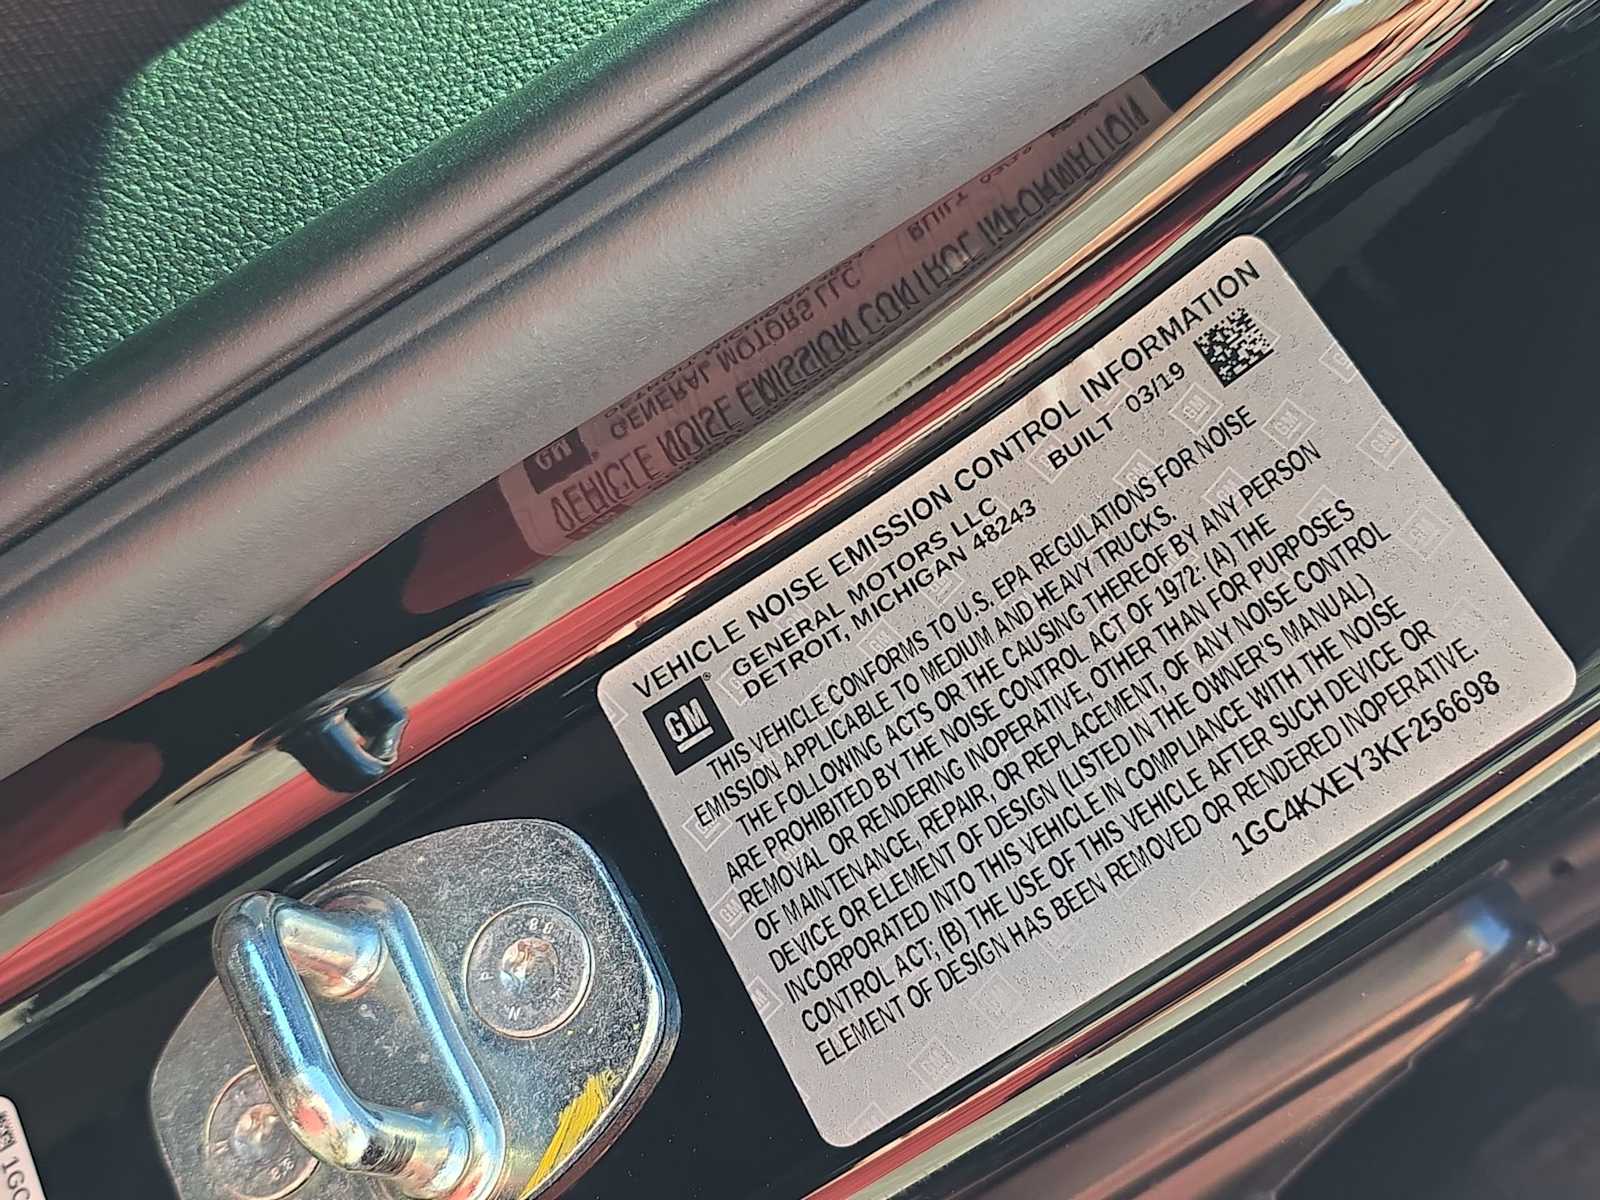 VEHICLE NOISE EMISSION CONTROL INFORMATION
GM
GENERAL MOTORS LLC
BUILT 03/19
DETROIT, MICHIGAN 48243
THIS VEHICLE CONFORMS TO U.S. EPA REGULATIONS FOR NOISE
EMISSION APPLICABLE TO MEDIUM AND HEAVY TRUCKS.
THE FOLLOWING ACTS OR THE CAUSING THEREOF BY ANY PERSON
ARE PROHIBITED BY THE NOISE CONTROL ACT OF 1972: (A) THE
REMOVAL OR RENDERING INOPERATIVE, OTHER THAN FOR PURPOSES
OF MAINTENANCE, REPAIR, OR REPLACEMENT, OF ANY NOISE CONTROL
DEVICE OR ELEMENT OF DESIGN (LISTED IN THE OWNER'S MANUAL)
INCORPORATED INTO THIS VEHICLE IN COMPLIANCE WITH THE NOISE
CONTROL ACT; (B) THE USE OF THIS VEHICLE AFTER SUCH DEVICE OR
ELEMENT OF DESIGN HAS BEEN REMOVED OR RENDERED INOPERATIVE.
1GC4KXEY3KF256698